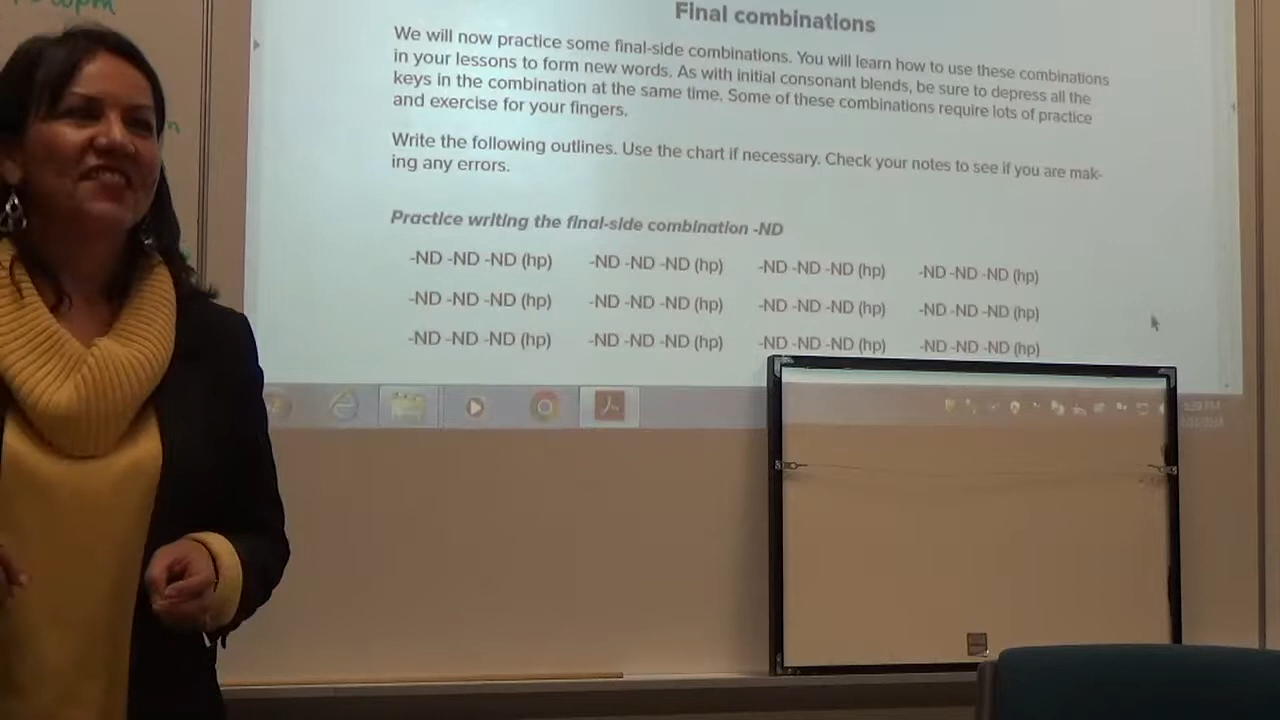 Final combinations
We will now practice some final-side combinations. You will learn how to use these combinations
in your lessons to form new words. As with initial consonant blends, be sure to depress all the
keys in the combination at the same time. Some of these combinations require lots of practice
and exercise for your fingers.
Write the following outlines. Use the chart if necessary. Check your notes to see if you are mak-
ing any errors.
Practice writing the final-side combination -ND
-ND -ND -ND (hp) -ND -ND -ND (hp) -ND -ND -ND (hp) -ND -ND -ND (hp)
-ND -ND -ND (hp) -ND -ND -ND (hp) -ND -ND -ND (hp) -ND -ND -ND (hp)
-ND -ND -ND (hp) -ND -ND -ND (hp) -ND -ND -ND (hp) -ND -ND -ND (hp)